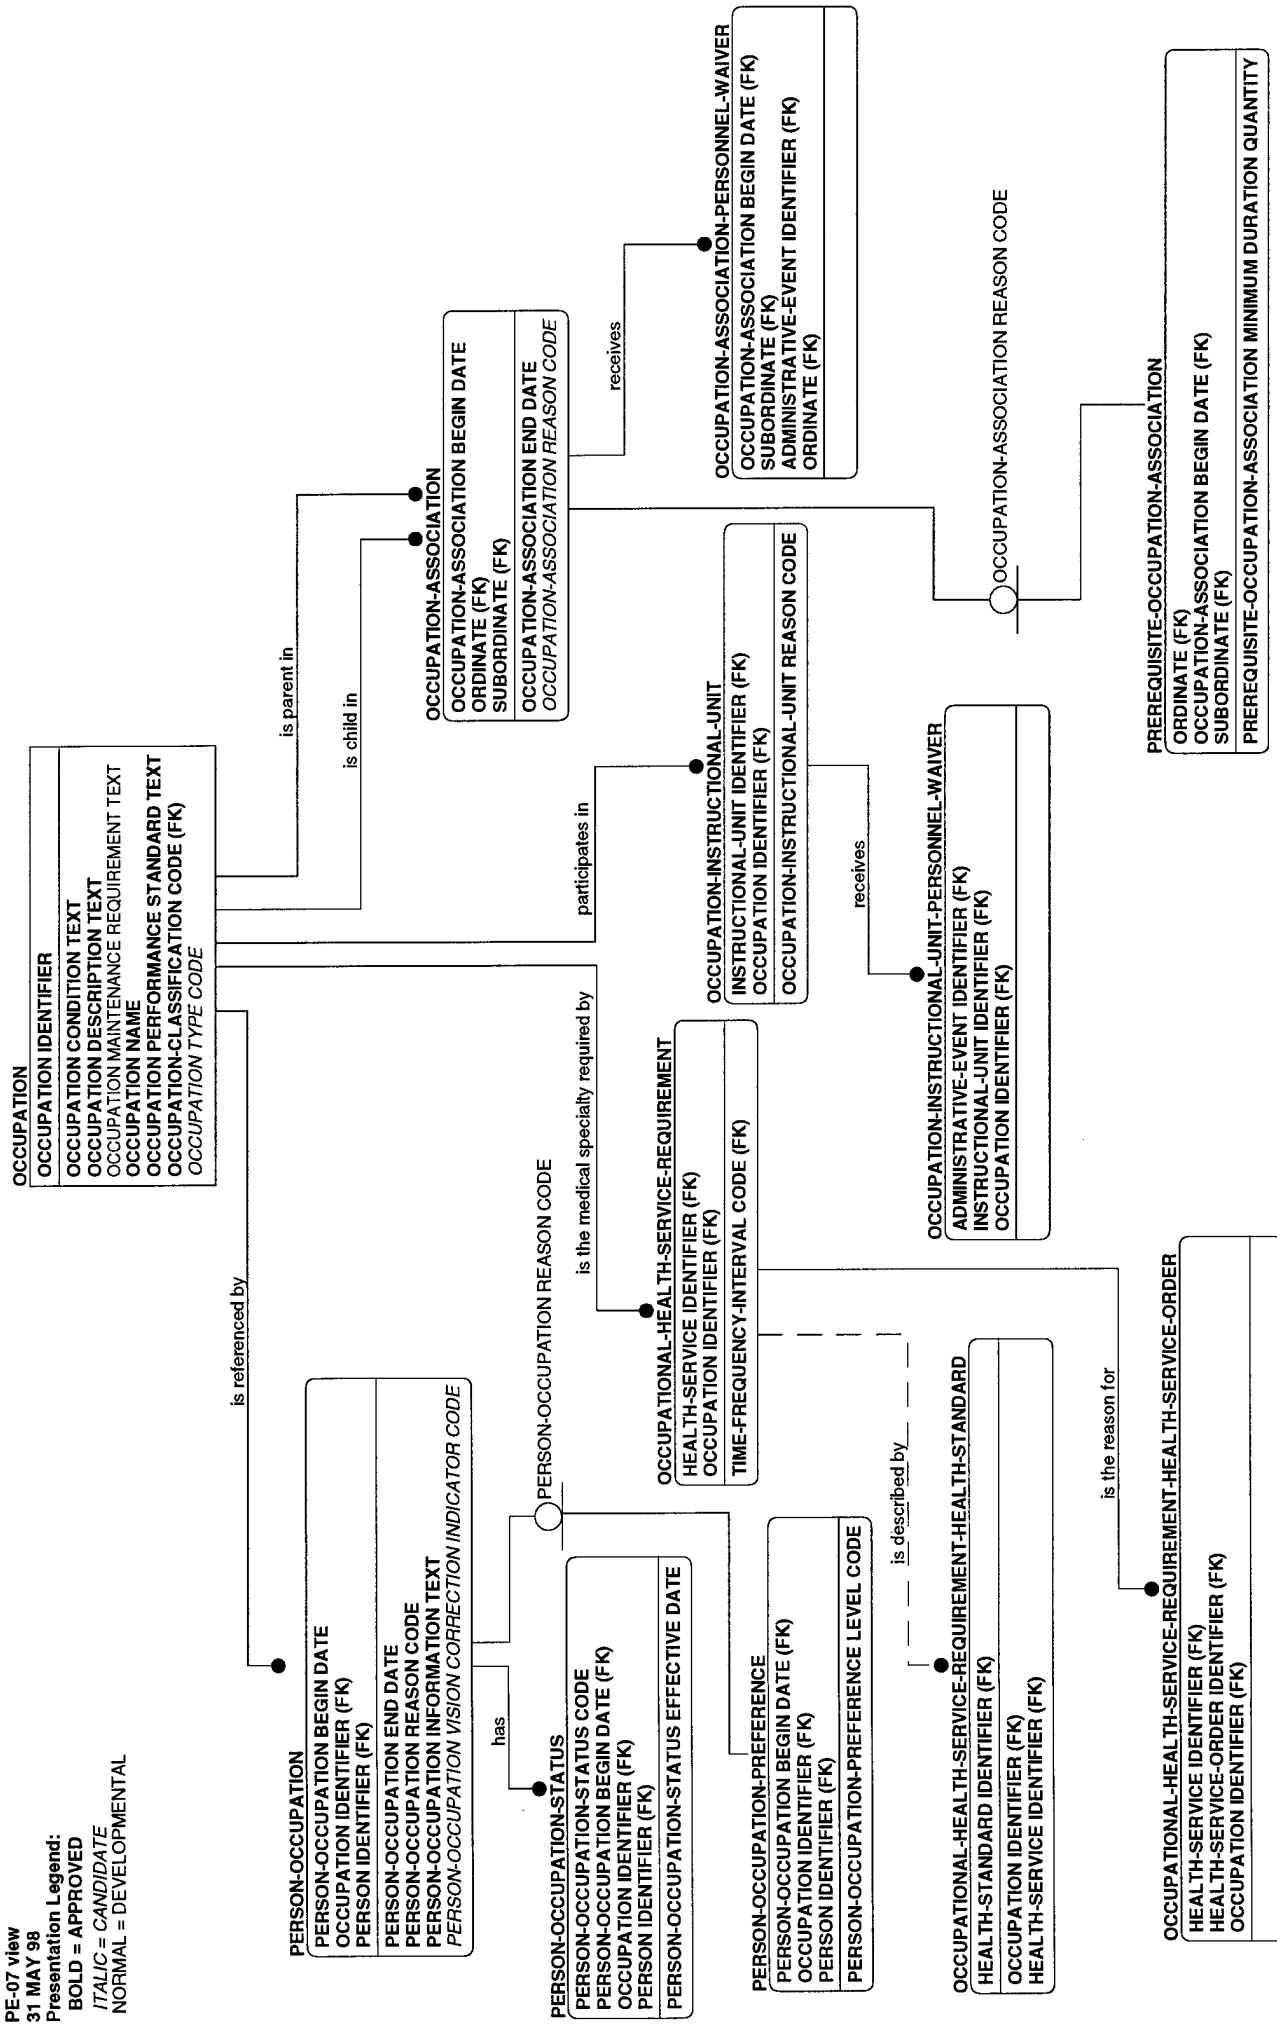 PE-07 view
31 MAY 98
Presentation Legend:
BOLD = APPROVED
ITALIC = CANDIDATE
NORMAL = DEVELOPMENTAL
OCCUPATION
OCCUPATION IDENTIFIER
OCCUPATION CONDITION TEXT
OCCUPATION DESCRIPTION TEXT
OCCUPATION MAINTENANCE REQUIREMENT TEXT
OCCUPATION NAME
OCCUPATION PERFORMANCE STANDARD TEXT
OCCUPATION-CLASSIFICATION CODE (FK)
OCCUPATION TYPE CODE
is referenced by
is the medical specialty required by
participates in
is child in
is parent in
PERSON-OCCUPATION
PERSON-OCCUPATION BEGIN DATE
OCCUPATION IDENTIFIER (FK)
PERSON IDENTIFIER (FK)
PERSON-OCCUPATION END DATE
PERSON-OCCUPATION REASON CODE
PERSON-OCCUPATION INFORMATION TEXT
PERSON-OCCUPATION VISION CORRECTION INDICATOR CODE
has
PERSON-OCCUPATION REASON CODE
PERSON-OCCUPATION-STATUS
PERSON-OCCUPATION-STATUS CODE
PERSON-OCCUPATION BEGIN DATE (FK)
OCCUPATION IDENTIFIER (FK)
PERSON IDENTIFIER (FK)
PERSON-OCCUPATION-STATUS EFFECTIVE DATE
PERSON-OCCUPATION-PREFERENCE
PERSON-OCCUPATION BEGIN DATE (FK)
OCCUPATION IDENTIFIER (FK)
PERSON IDENTIFIER (FK)
PERSON-OCCUPATION-PREFERENCE LEVEL CODE
OCCUPATIONAL-HEALTH-SERVICE-REQUIREMENT
HEALTH-SERVICE IDENTIFIER (FK)
OCCUPATION IDENTIFIER (FK)
TIME-FREQUENCY-INTERVAL CODE (FK)
is described by
is the reason for
OCCUPATIONAL-HEALTH-SERVICE-REQUIREMENT-HEALTH-STANDARD
HEALTH-STANDARD IDENTIFIER (FK)
OCCUPATION IDENTIFIER (FK)
HEALTH-SERVICE IDENTIFIER (FK)
OCCUPATIONAL-HEALTH-SERVICE-REQUIREMENT-HEALTH-SERVICE-ORDER
HEALTH-SERVICE IDENTIFIER (FK)
HEALTH-SERVICE-ORDER IDENTIFIER (FK)
OCCUPATION IDENTIFIER (FK)
OCCUPATION-INSTRUCTIONAL-UNIT
INSTRUCTIONAL-UNIT IDENTIFIER (FK)
OCCUPATION IDENTIFIER (FK)
OCCUPATION-INSTRUCTIONAL-UNIT REASON CODE
receives
OCCUPATION-INSTRUCTIONAL-UNIT-PERSONNEL-WAIVER
ADMINISTRATIVE-EVENT IDENTIFIER (FK)
INSTRUCTIONAL-UNIT IDENTIFIER (FK)
OCCUPATION IDENTIFIER (FK)
OCCUPATION-ASSOCIATION
OCCUPATION-ASSOCIATION BEGIN DATE
ORDINATE (FK)
SUBORDINATE (FK)
OCCUPATION-ASSOCIATION END DATE
OCCUPATION-ASSOCIATION REASON CODE
receives
OCCUPATION-ASSOCIATION-PERSONNEL-WAIVER
OCCUPATION-ASSOCIATION BEGIN DATE (FK)
SUBORDINATE (FK)
ADMINISTRATIVE-EVENT IDENTIFIER (FK)
ORDINATE (FK)
OCCUPATION-ASSOCIATION REASON CODE
PREREQUISITE-OCCUPATION-ASSOCIATION
ORDINATE (FK)
OCCUPATION-ASSOCIATION BEGIN DATE (FK)
SUBORDINATE (FK)
PREREQUISITE-OCCUPATION-ASSOCIATION MINIMUM DURATION QUANTITY